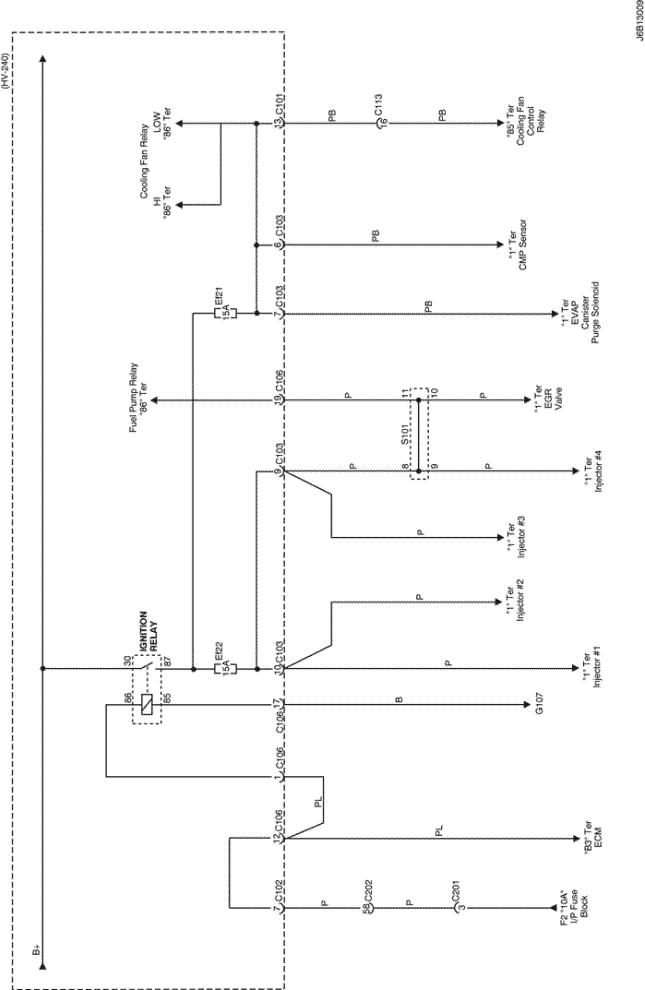 (HV-240)
B+
IGNITION
RELAY
86
30
85
87
Ef22
15A
Fuel Pump Relay
"86" Ter
Ef21
15A
Cooling Fan Relay
HI
"86" Ter
LOW
"86" Ter
7
C102
12
C106
1
C106
17
C106
10
C103
9
C103
19
C106
7
C103
6
C103
13
C101
P
58
C202
P
3
C201
F2 "10A"
I/P Fuse
Block
PL
PL
"B3" Ter
ECM
B
G107
P
"1" Ter
Injector #1
P
"1" Ter
Injector #2
P
"1" Ter
Injector #3
P
S101
8
11
9
10
P
"1" Ter
Injector #4
P
P
"1" Ter
EGR
Valve
PB
"1" Ter
EVAP
Canister
Purge Solenoid
PB
"1" Ter
CMP Sensor
PB
C113
16
PB
"85" Ter
Cooling Fan
Control
Relay
J6B13009